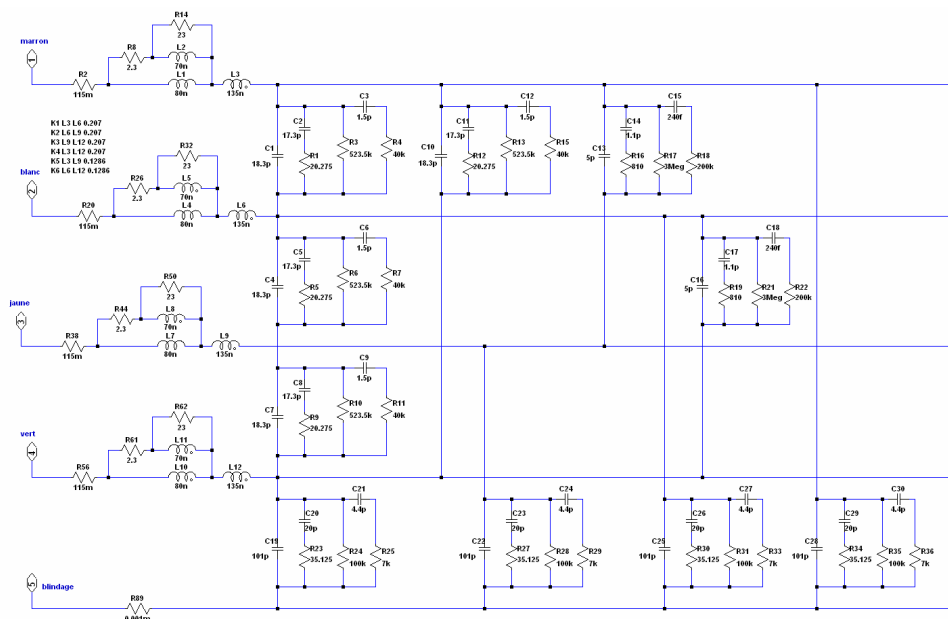 marron
1
R2
115m
R8
2.3
R14
23
L2
70n
L1
80n
L3
135n
K1 L3 L6 0.207
K2 L6 L9 0.207
K3 L9 L12 0.207
K4 L3 L12 0.207
K5 L3 L9 0.1286
K6 L6 L12 0.1286
C1
18.3p
C2
17.3p
R1
20.275
C3
1.5p
R3
523.5k
R4
40k
C10
18.3p
C11
17.3p
R12
20.275
C12
1.5p
R13
523.5k
R15
40k
C13
5p
C14
1.1p
R16
810
C15
240f
R17
3Meg
R18
200k
blanc
2
R20
115m
R26
2.3
R32
23
L5
70n
L4
80n
L6
135n
C4
18.3p
C5
17.3p
R5
20.275
C6
1.5p
R6
523.5k
R7
40k
C16
5p
C17
1.1p
R19
810
C18
240f
R21
3Meg
R22
200k
jaune
3
R38
115m
R44
2.3
R50
23
L8
70n
L7
80n
L9
135n
C7
18.3p
C8
17.3p
R9
20.275
C9
1.5p
R10
523.5k
R11
40k
vert
4
R56
115m
R61
2.3
R62
23
L11
70n
L10
80n
L12
135n
C19
101p
C20
20p
R23
35.125
C21
4.4p
R24
100k
R25
7k
C22
101p
C23
20p
R27
35.125
C24
4.4p
R28
100k
R29
7k
C25
101p
C26
20p
R30
35.125
C27
4.4p
R31
100k
R33
7k
C28
101p
C29
20p
R34
35.125
C30
4.4p
R35
100k
R36
7k
5
blindage
R89
0.001m